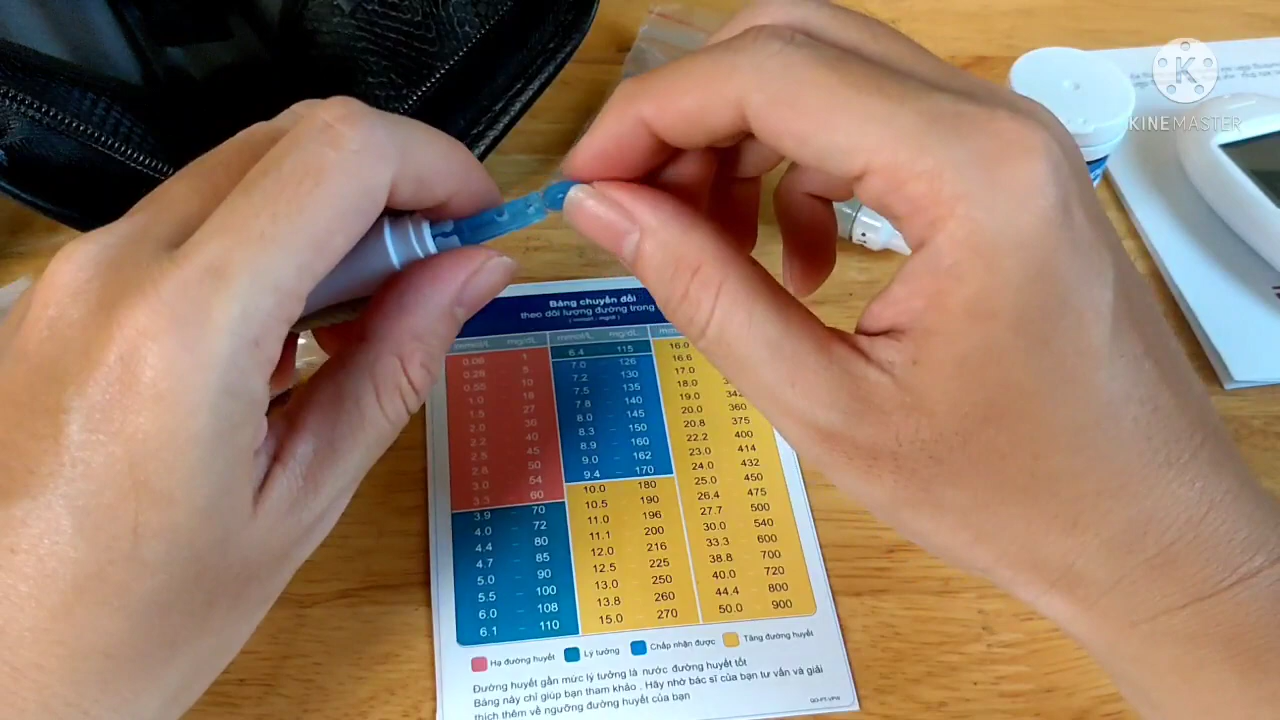 KINEMASTER
Bảng chuyển đổi
theo dõi lượng đường trong
mmol/L mg/dL mmol/L mg/dL
0.06 1 6.4 115 16.0
0.28 5 7.0 126 16.6
0.55 10 7.2 130 17.0
1.0 18 7.5 135 18.0
1.5 27 7.8 140 19.0 342
2.0 36 8.0 145 20.0 360
2.2 40 8.3 150 20.8 375
2.5 45 8.9 160 22.2 400
2.8 50 9.0 162 23.0 414
3.0 54 9.4 170 24.0 432
3.3 60 10.0 180 25.0 450
3.9 70 10.5 190 26.4 475
4.0 72 11.0 196 27.7 500
4.4 80 11.1 200 30.0 540
4.7 85 12.0 216 33.3 600
5.0 90 12.5 225 38.8 700
5.5 100 13.0 250 40.0 720
6.0 108 13.8 260 44.4 800
6.1 110 15.0 270 50.0 900
Hạ đường huyết Lý tưởng Chấp nhận được Tăng đường huyết
Đường huyết gần mức lý tưởng là nước đường huyết tốt
Bảng này chỉ giúp bạn tham khảo . Hãy nhờ bác sĩ của bạn tư vấn và giải
thích thêm về ngưỡng đường huyết của bạn